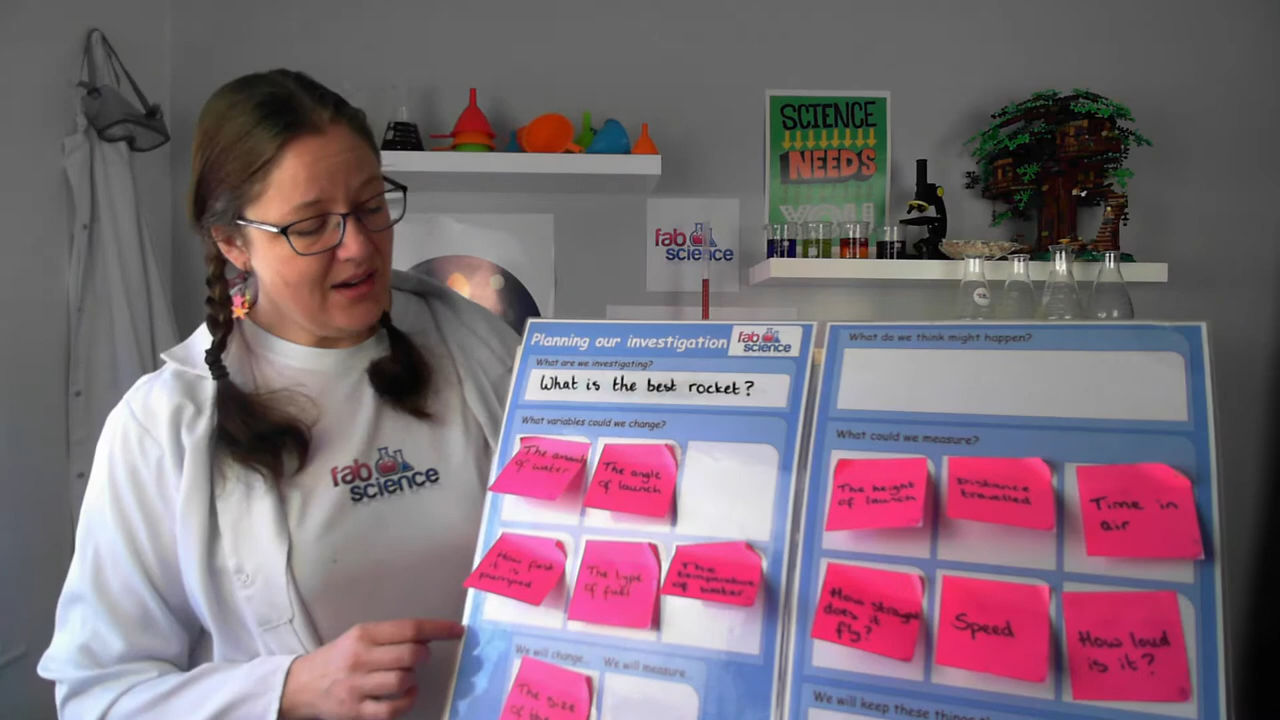 SCIENCE
NEEDS
YOU
fab
science
fab
science
Planning our investigation
fab
science
What are we investigating?
What is the best rocket?
What variables could we change?
The amount
of water
The angle
of launch
How fast
it is
pumped
The type
of fuel
The
temperature
of water
We will change...
We will measure
The size
of the
What do we think might happen?
What could we measure?
The height
of launch
Distance
travelled
Time in
air
How straight
does it
fly?
Speed
How loud
is it?
We will keep these things